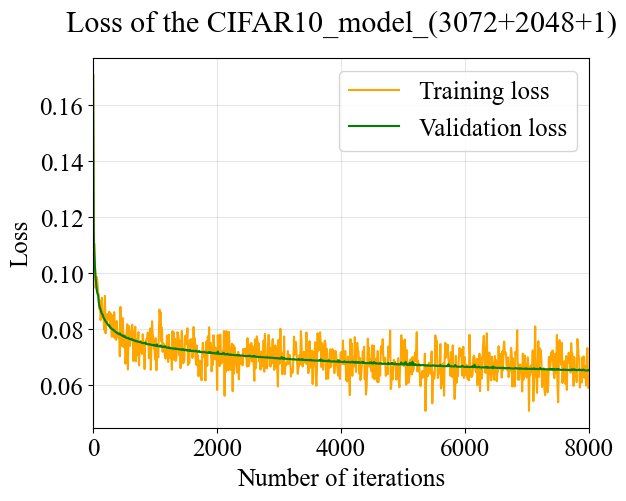 Loss of the CIFAR10_model_(3072+2048+1)
Training loss
Validation loss
0.16
0.14
0.12
0.10
0.08
0.06
Loss
0 2000 4000 6000 8000
Number of iterations